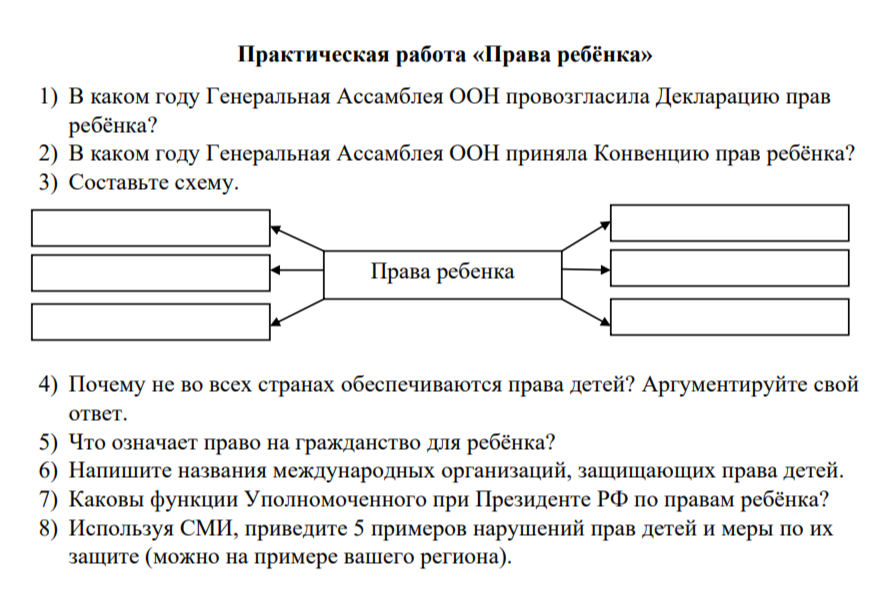 Практическая работа «Права ребёнка»
1) В каком году Генеральная Ассамблея ООН провозгласила Декларацию прав
ребёнка?
2) В каком году Генеральная Ассамблея ООН приняла Конвенцию прав ребёнка?
3) Составьте схему.
Права ребенка
4) Почему не во всех странах обеспечиваются права детей? Аргументируйте свой
ответ.
5) Что означает право на гражданство для ребёнка?
6) Напишите названия международных организаций, защищающих права детей.
7) Каковы функции Уполномоченного при Президенте РФ по правам ребёнка?
8) Используя СМИ, приведите 5 примеров нарушений прав детей и меры по их
защите (можно на примере вашего региона).